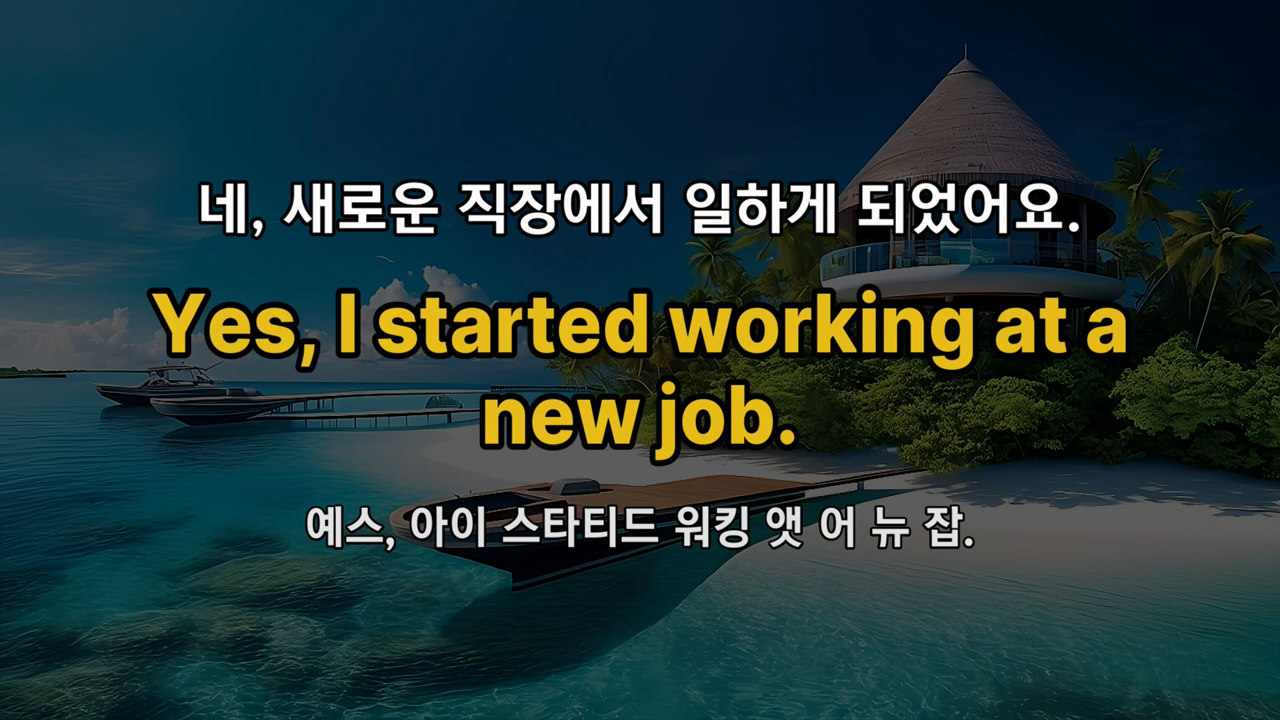 네, 새로운 직장에서 일하게 되었어요.
Yes, I started working at a
new job.
예스, 아이 스타티드 워킹 앳 어 뉴 잡.